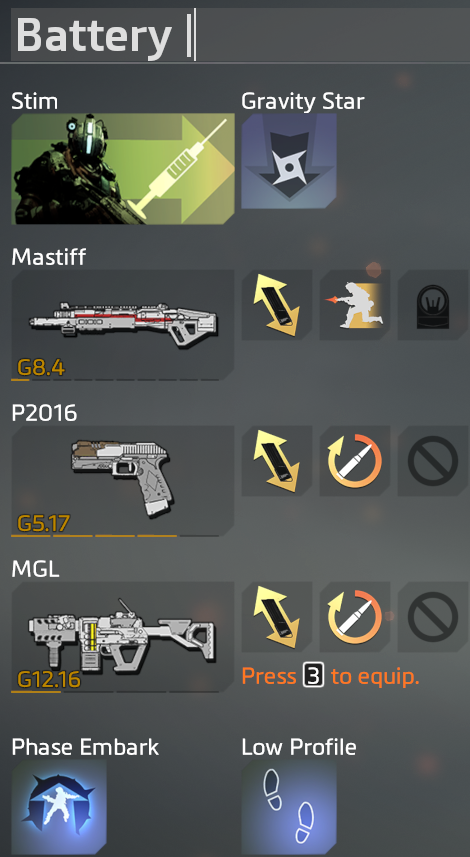 Battery
Stim
Gravity Star
Mastiff
G8.4
P2016
G5.17
MGL
G12.16
Press 3 to equip.
Phase Embark
Low Profile